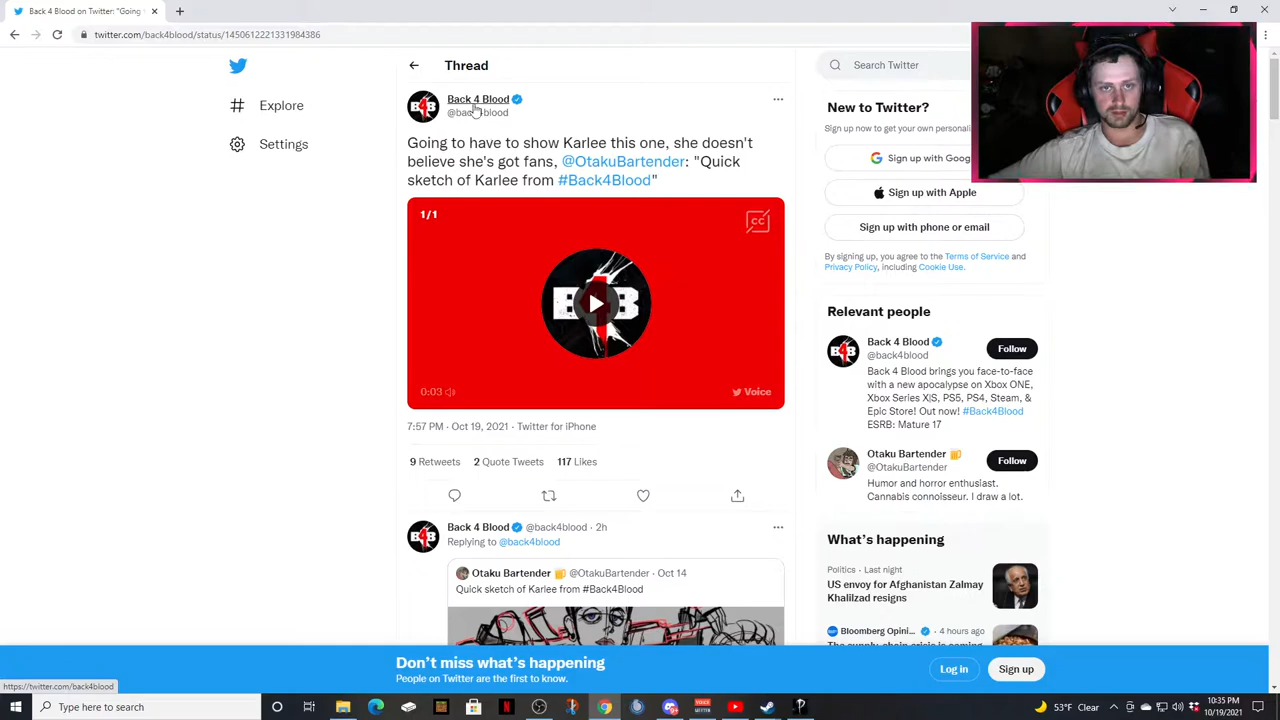 Back 4 Blood on Twitter: "Going
twitter.com/back4blood/status/1450612221331984886
Explore
Settings
Thread
Back 4 Blood
Going to have to show Karlee this one, she doesn't
believe she's got fans, @OtakuBartender: "Quick
sketch of Karlee from #Back4Blood"
1/1
CC
B4B
0:03
Voice
7:57 PM · Oct 19, 2021 · Twitter for iPhone
9 Retweets 2 Quote Tweets 117 Likes
Back 4 Blood @back4blood · 2h
Replying to @back4blood
Otaku Bartender @OtakuBartender · Oct 14
Quick sketch of Karlee from #Back4Blood
Search Twitter
New to Twitter?
Sign up now to get your own
Sign up with
Sign up with Apple
Sign up with phone or email
By signing up, you agree to the Terms of Service and
Privacy Policy, including Cookie Use.
Relevant people
Back 4 Blood
@back4blood
Follow
Back 4 Blood brings you face-to-face
with a new apocalypse on Xbox ONE,
Xbox Series X|S, PS5, PS4, Steam, &
Epic Store! Out now! #Back4Blood
ESRB: Mature 17
Otaku Bartender
@OtakuBartender
Follow
Humor and horror enthusiast.
Cannabis connoisseur. I draw a lot.
What's happening
Politics · Last night
US envoy for Afghanistan Zalmay
Khalilzad resigns
Bloomberg Opini... · 4 hours ago
Don't miss what's happening
People on Twitter are the first to know.
Log in
Sign up
https://twitter.com/back4blood
Type here to search
53°F Clear
10:35 PM
10/19/2021